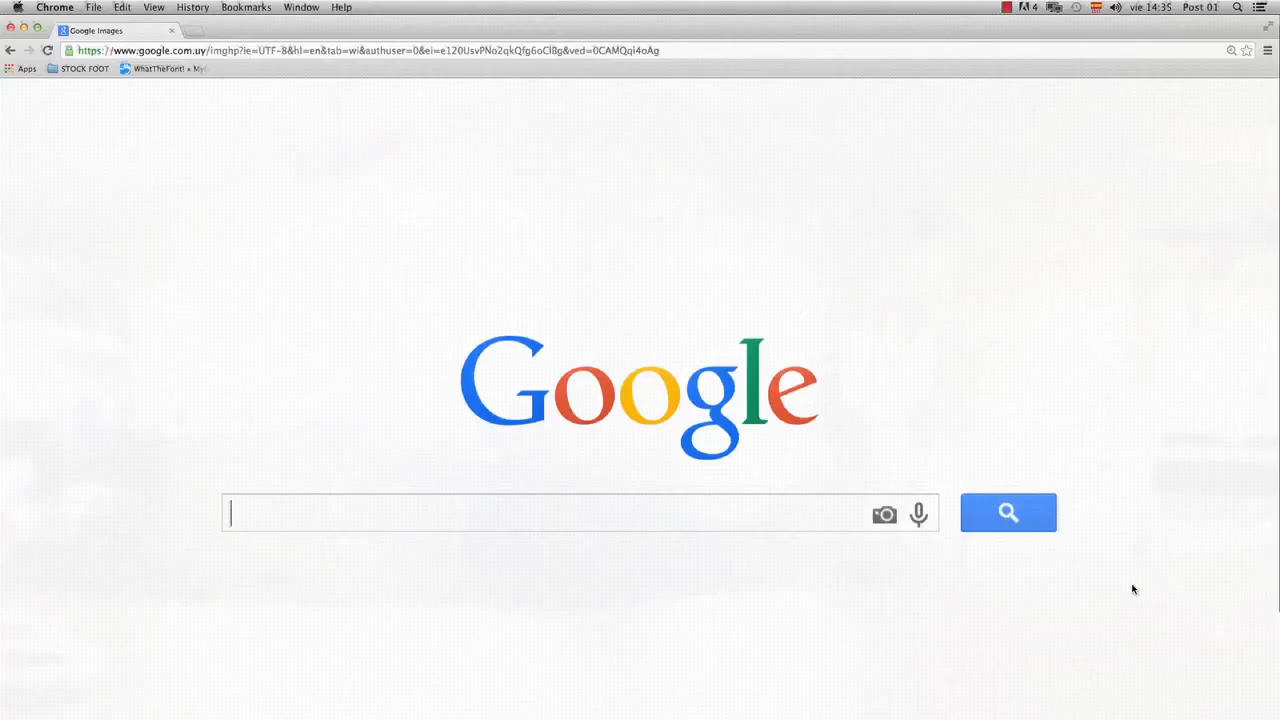 Chrome File Edit View History Bookmarks Window Help 4 vie 14:35 Post 01
Google Images
https://www.google.com.uy/imghp?ie=UTF-8&hl=en&tab=wi&authuser=0&ei=e120UsvPNo2qkQfg6oClBg&ved=0CAMQqi4oAg
Apps STOCK FOOT WhatTheFont! « My
Google